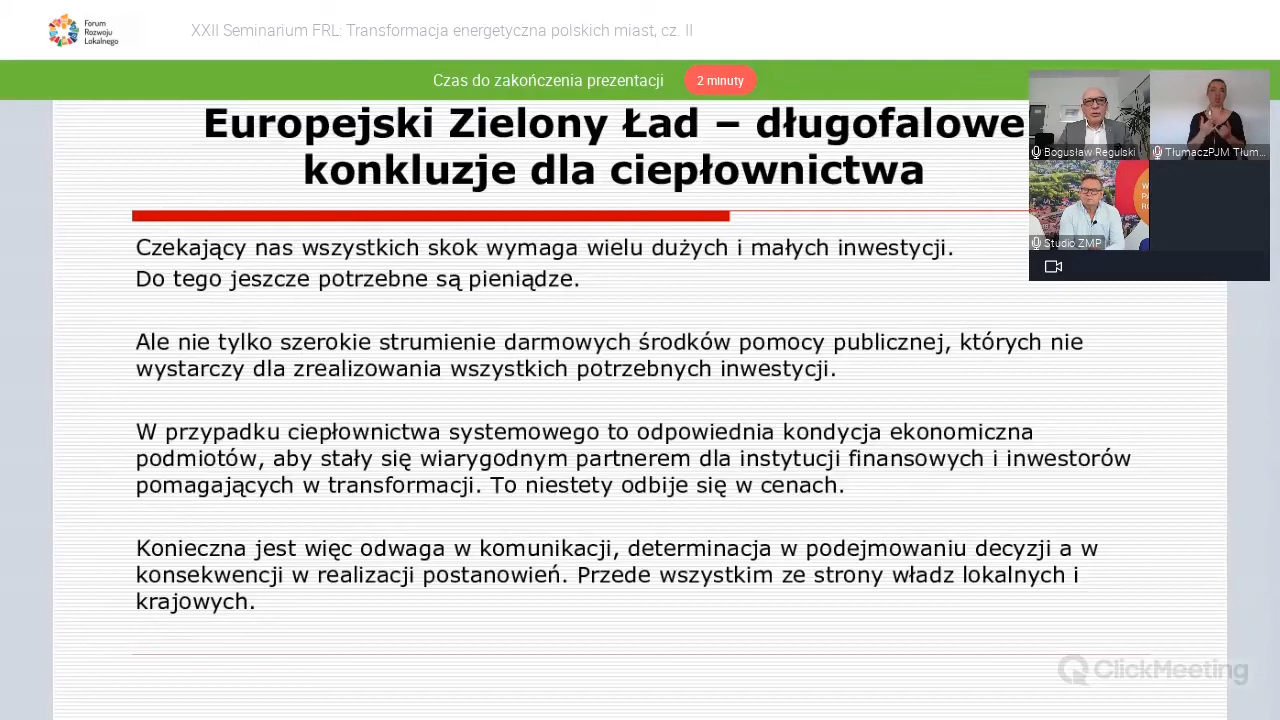 Forum
Rozwoju
Lokalnego
XXII Seminarium FRL: Transformacja energetyczna polskich miast, cz. II
Czas do zakończenia prezentacji 2 minuty
Europejski Zielony Ład – długofalowe
konkluzje dla ciepłownictwa
Bogusław Regulski
TłumaczPJM Tłum...
Studio ZMP
Czekający nas wszystkich skok wymaga wielu dużych i małych inwestycji.
Do tego jeszcze potrzebne są pieniądze.
Ale nie tylko szerokie strumienie darmowych środków pomocy publicznej, których nie
wystarczy dla zrealizowania wszystkich potrzebnych inwestycji.
W przypadku ciepłownictwa systemowego to odpowiednia kondycja ekonomiczna
podmiotów, aby stały się wiarygodnym partnerem dla instytucji finansowych i inwestorów
pomagających w transformacji. To niestety odbije się w cenach.
Konieczna jest więc odwaga w komunikacji, determinacja w podejmowaniu decyzji a w
konsekwencji w realizacji postanowień. Przede wszystkim ze strony władz lokalnych i
krajowych.
ClickMeeting